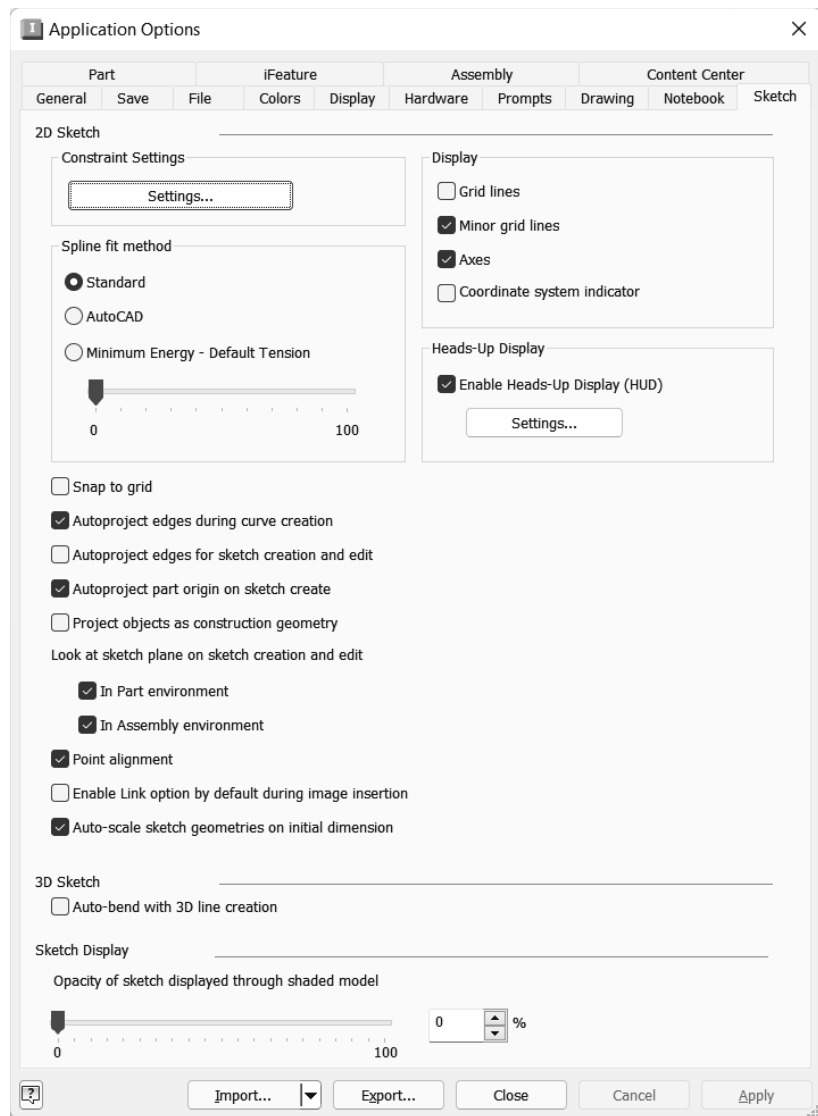 I Application Options
Part iFeature Assembly Content Center
General Save File Colors Display Hardware Prompts Drawing Notebook Sketch
2D Sketch
Constraint Settings
Settings...
Spline fit method
Standard
AutoCAD
Minimum Energy - Default Tension
0 100
Display
Grid lines
Minor grid lines
Axes
Coordinate system indicator
Heads-Up Display
Enable Heads-Up Display (HUD)
Settings...
Snap to grid
Autoproject edges during curve creation
Autoproject edges for sketch creation and edit
Autoproject part origin on sketch create
Project objects as construction geometry
Look at sketch plane on sketch creation and edit
In Part environment
In Assembly environment
Point alignment
Enable Link option by default during image insertion
Auto-scale sketch geometries on initial dimension
3D Sketch
Auto-bend with 3D line creation
Sketch Display
Opacity of sketch displayed through shaded model
0 100
0 %
? Import... Export... Close Cancel Apply